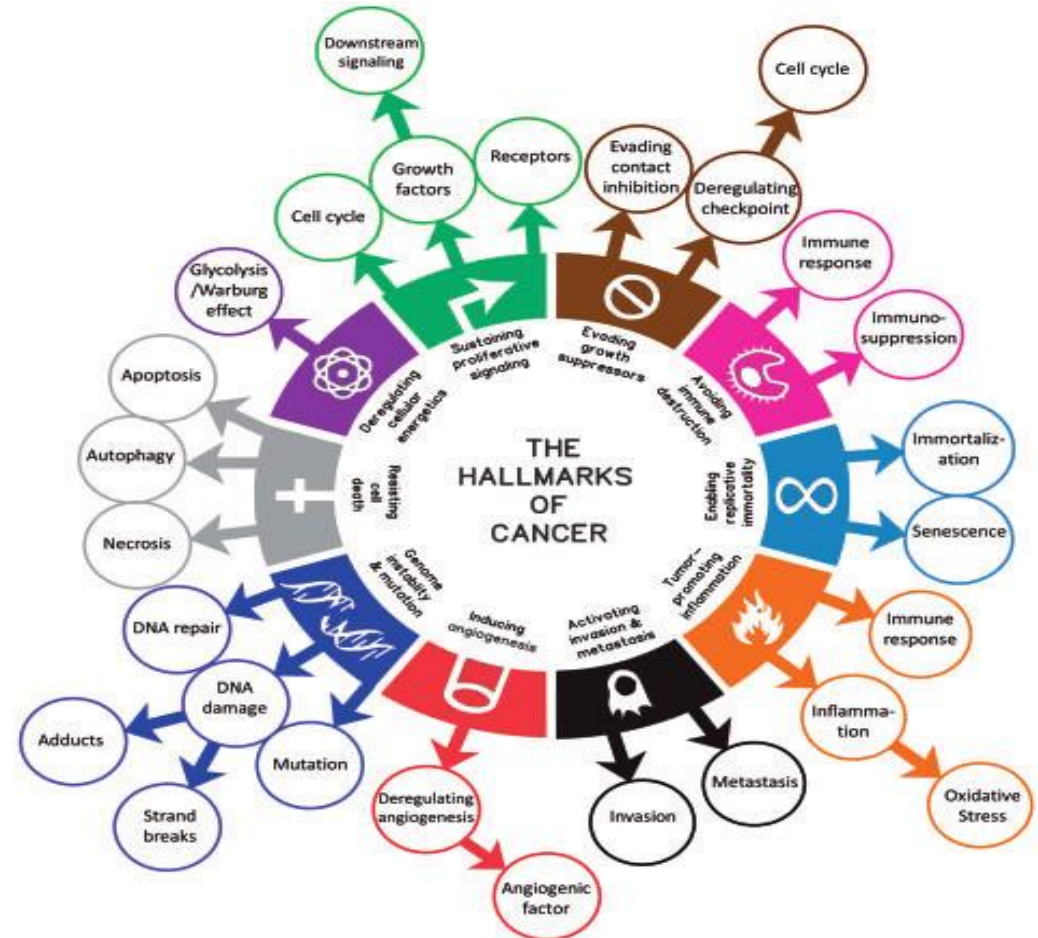 Downstream
signaling
Cell cycle
Growth
factors
Receptors
Evading
contact
inhibition
Deregulating
checkpoint
Cell cycle
Cell cycle
Immune
response
Immuno-
suppression
Glycolysis
/Warburg
effect
Apoptosis
Autophagy
Necrosis
Immortaliz-
ation
Senescence
Sustaining
proliferative
signaling
Evading
growth
suppressors
Deregulating
cellular
energetics
Avoiding
immune
destruction
Resisting
cell
death
THE
HALLMARKS
OF
CANCER
Enabling
replicative
immortality
Genome
instability
& mutation
Inducing
angiogenesis
Activating
invasion &
metastasis
Tumor-
promoting
inflammation
DNA repair
DNA
damage
Adducts
Strand
breaks
Mutation
Deregulating
angiogenesis
Angiogenic
factor
Invasion
Metastasis
Immune
response
Inflamma-
tion
Oxidative
Stress